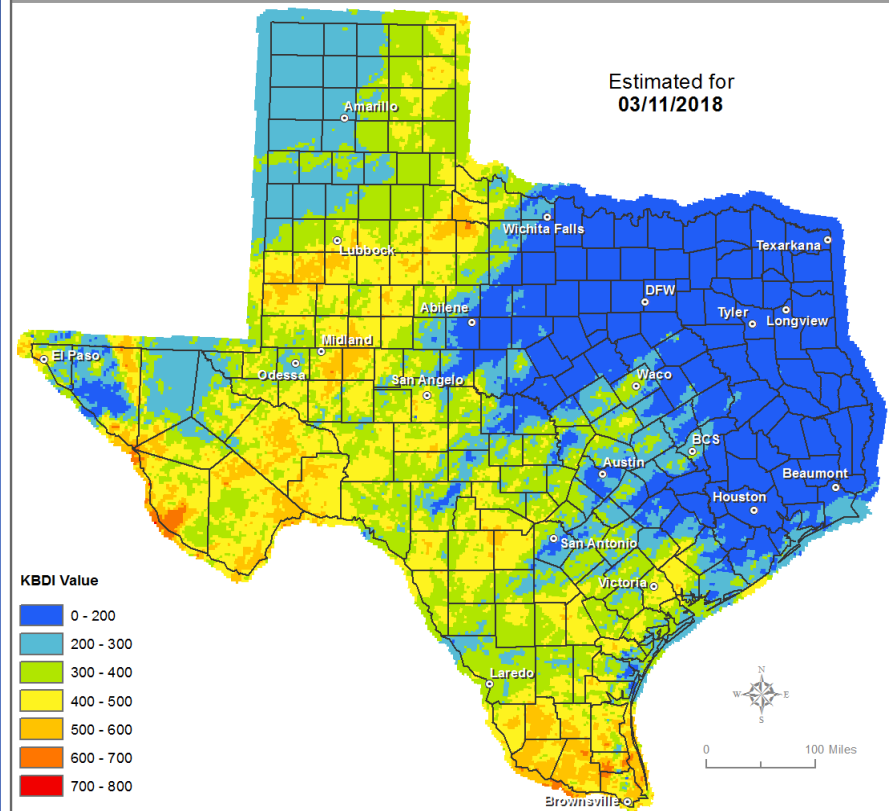 Estimated for
03/11/2018
Amarillo
Wichita Falls
Texarkana
Lubbock
DFW
Abilene
Tyler
Longview
Midland
El Paso
Odessa
San Angelo
Waco
BCS
Austin
Beaumont
Houston
San Antonio
Victoria
KBDI Value
0 - 200
200 - 300
300 - 400
400 - 500
500 - 600
600 - 700
700 - 800
Laredo
N
W
E
S
0
100 Miles
Brownsville